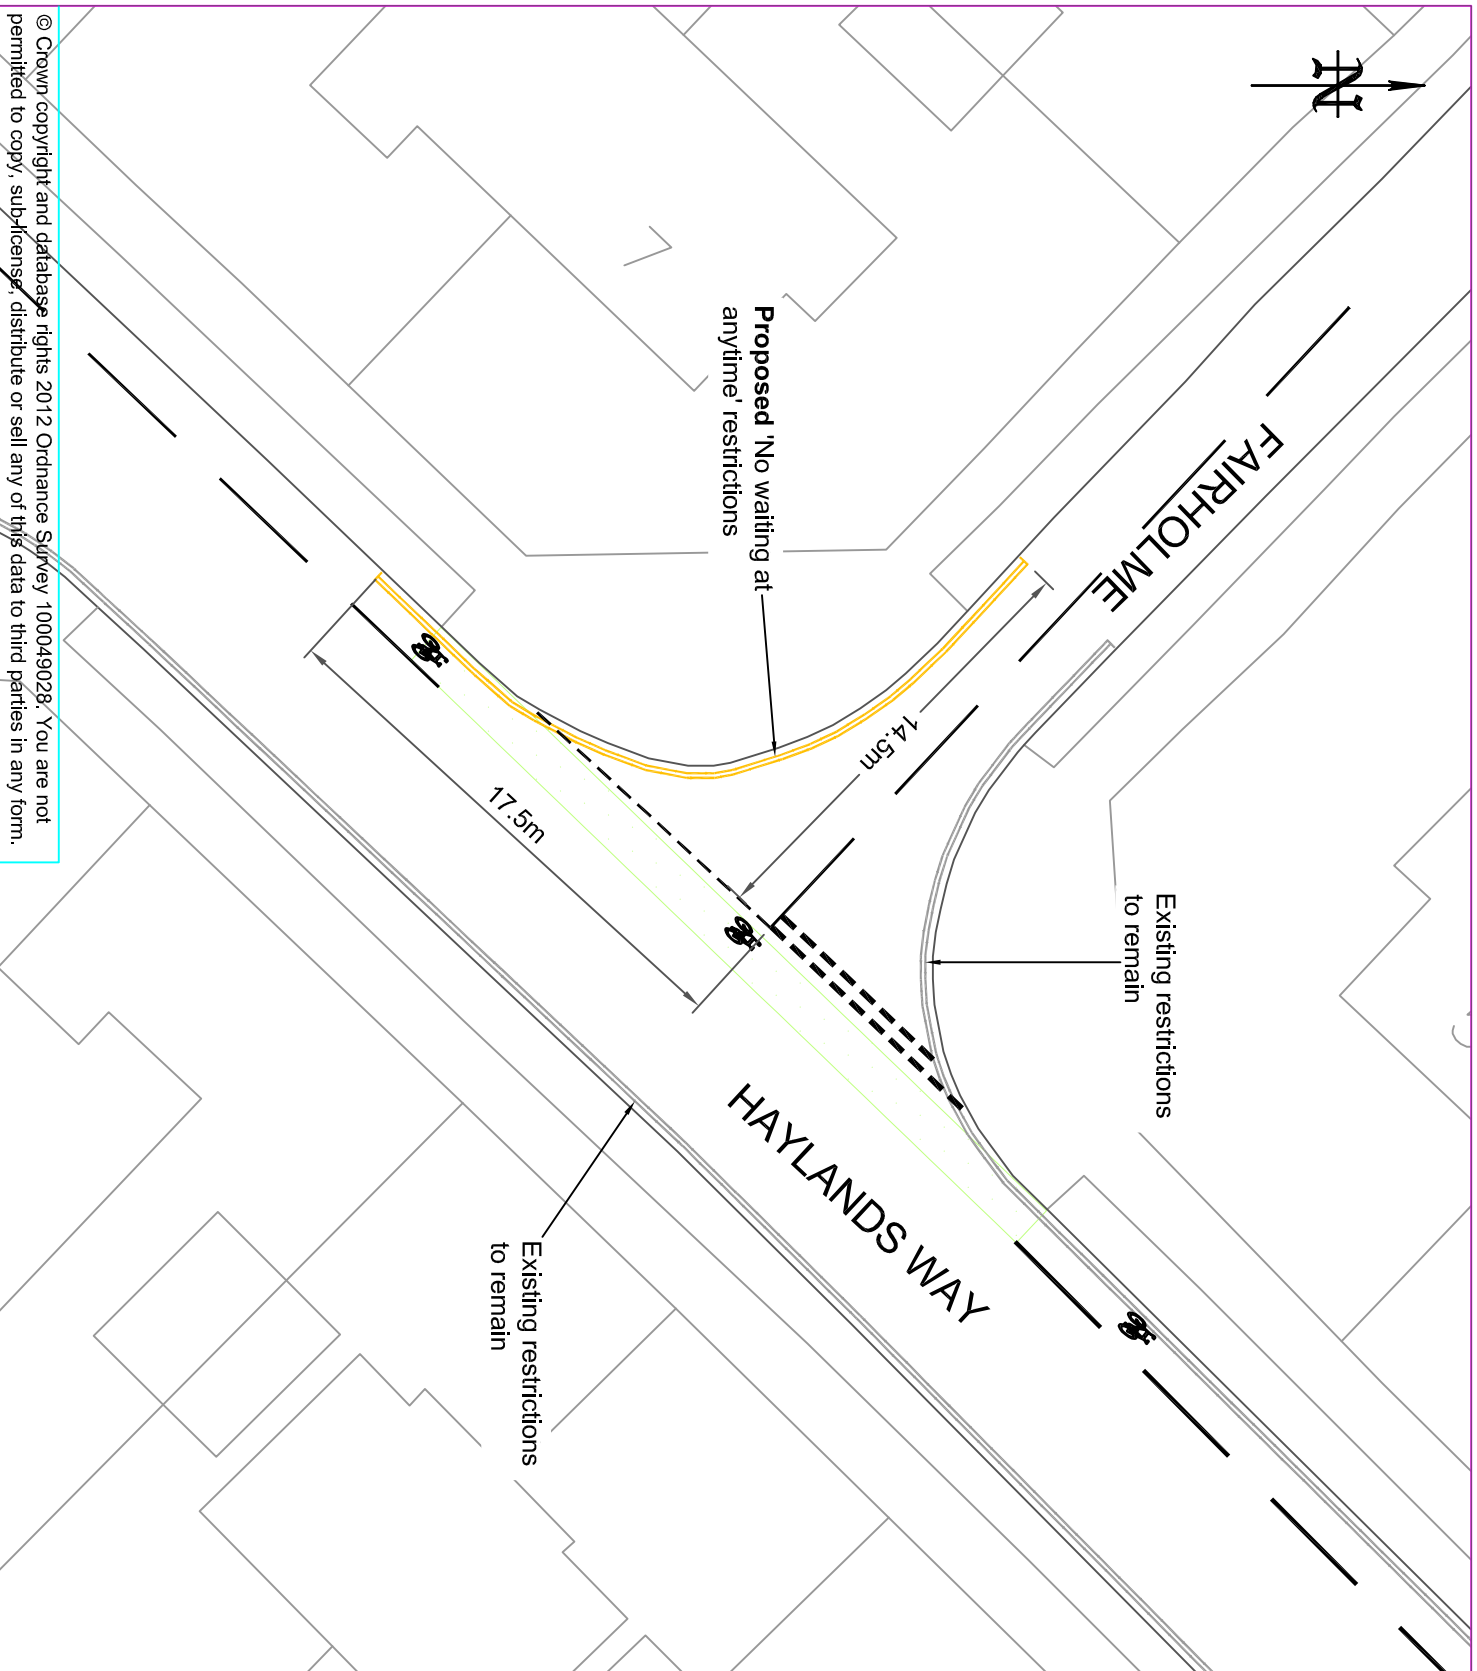 N
FAIRHOLME
7
Proposed 'No waiting at
anytime' restrictions
Existing restrictions
to remain
14.5m
17.5m
HAYLANDS WAY
Existing restrictions
to remain
© Crown copyright and database rights 2012 Ordnance Survey 100049028. You are not
permitted to copy, sub-license, distribute or sell any of this data to third parties in any form.